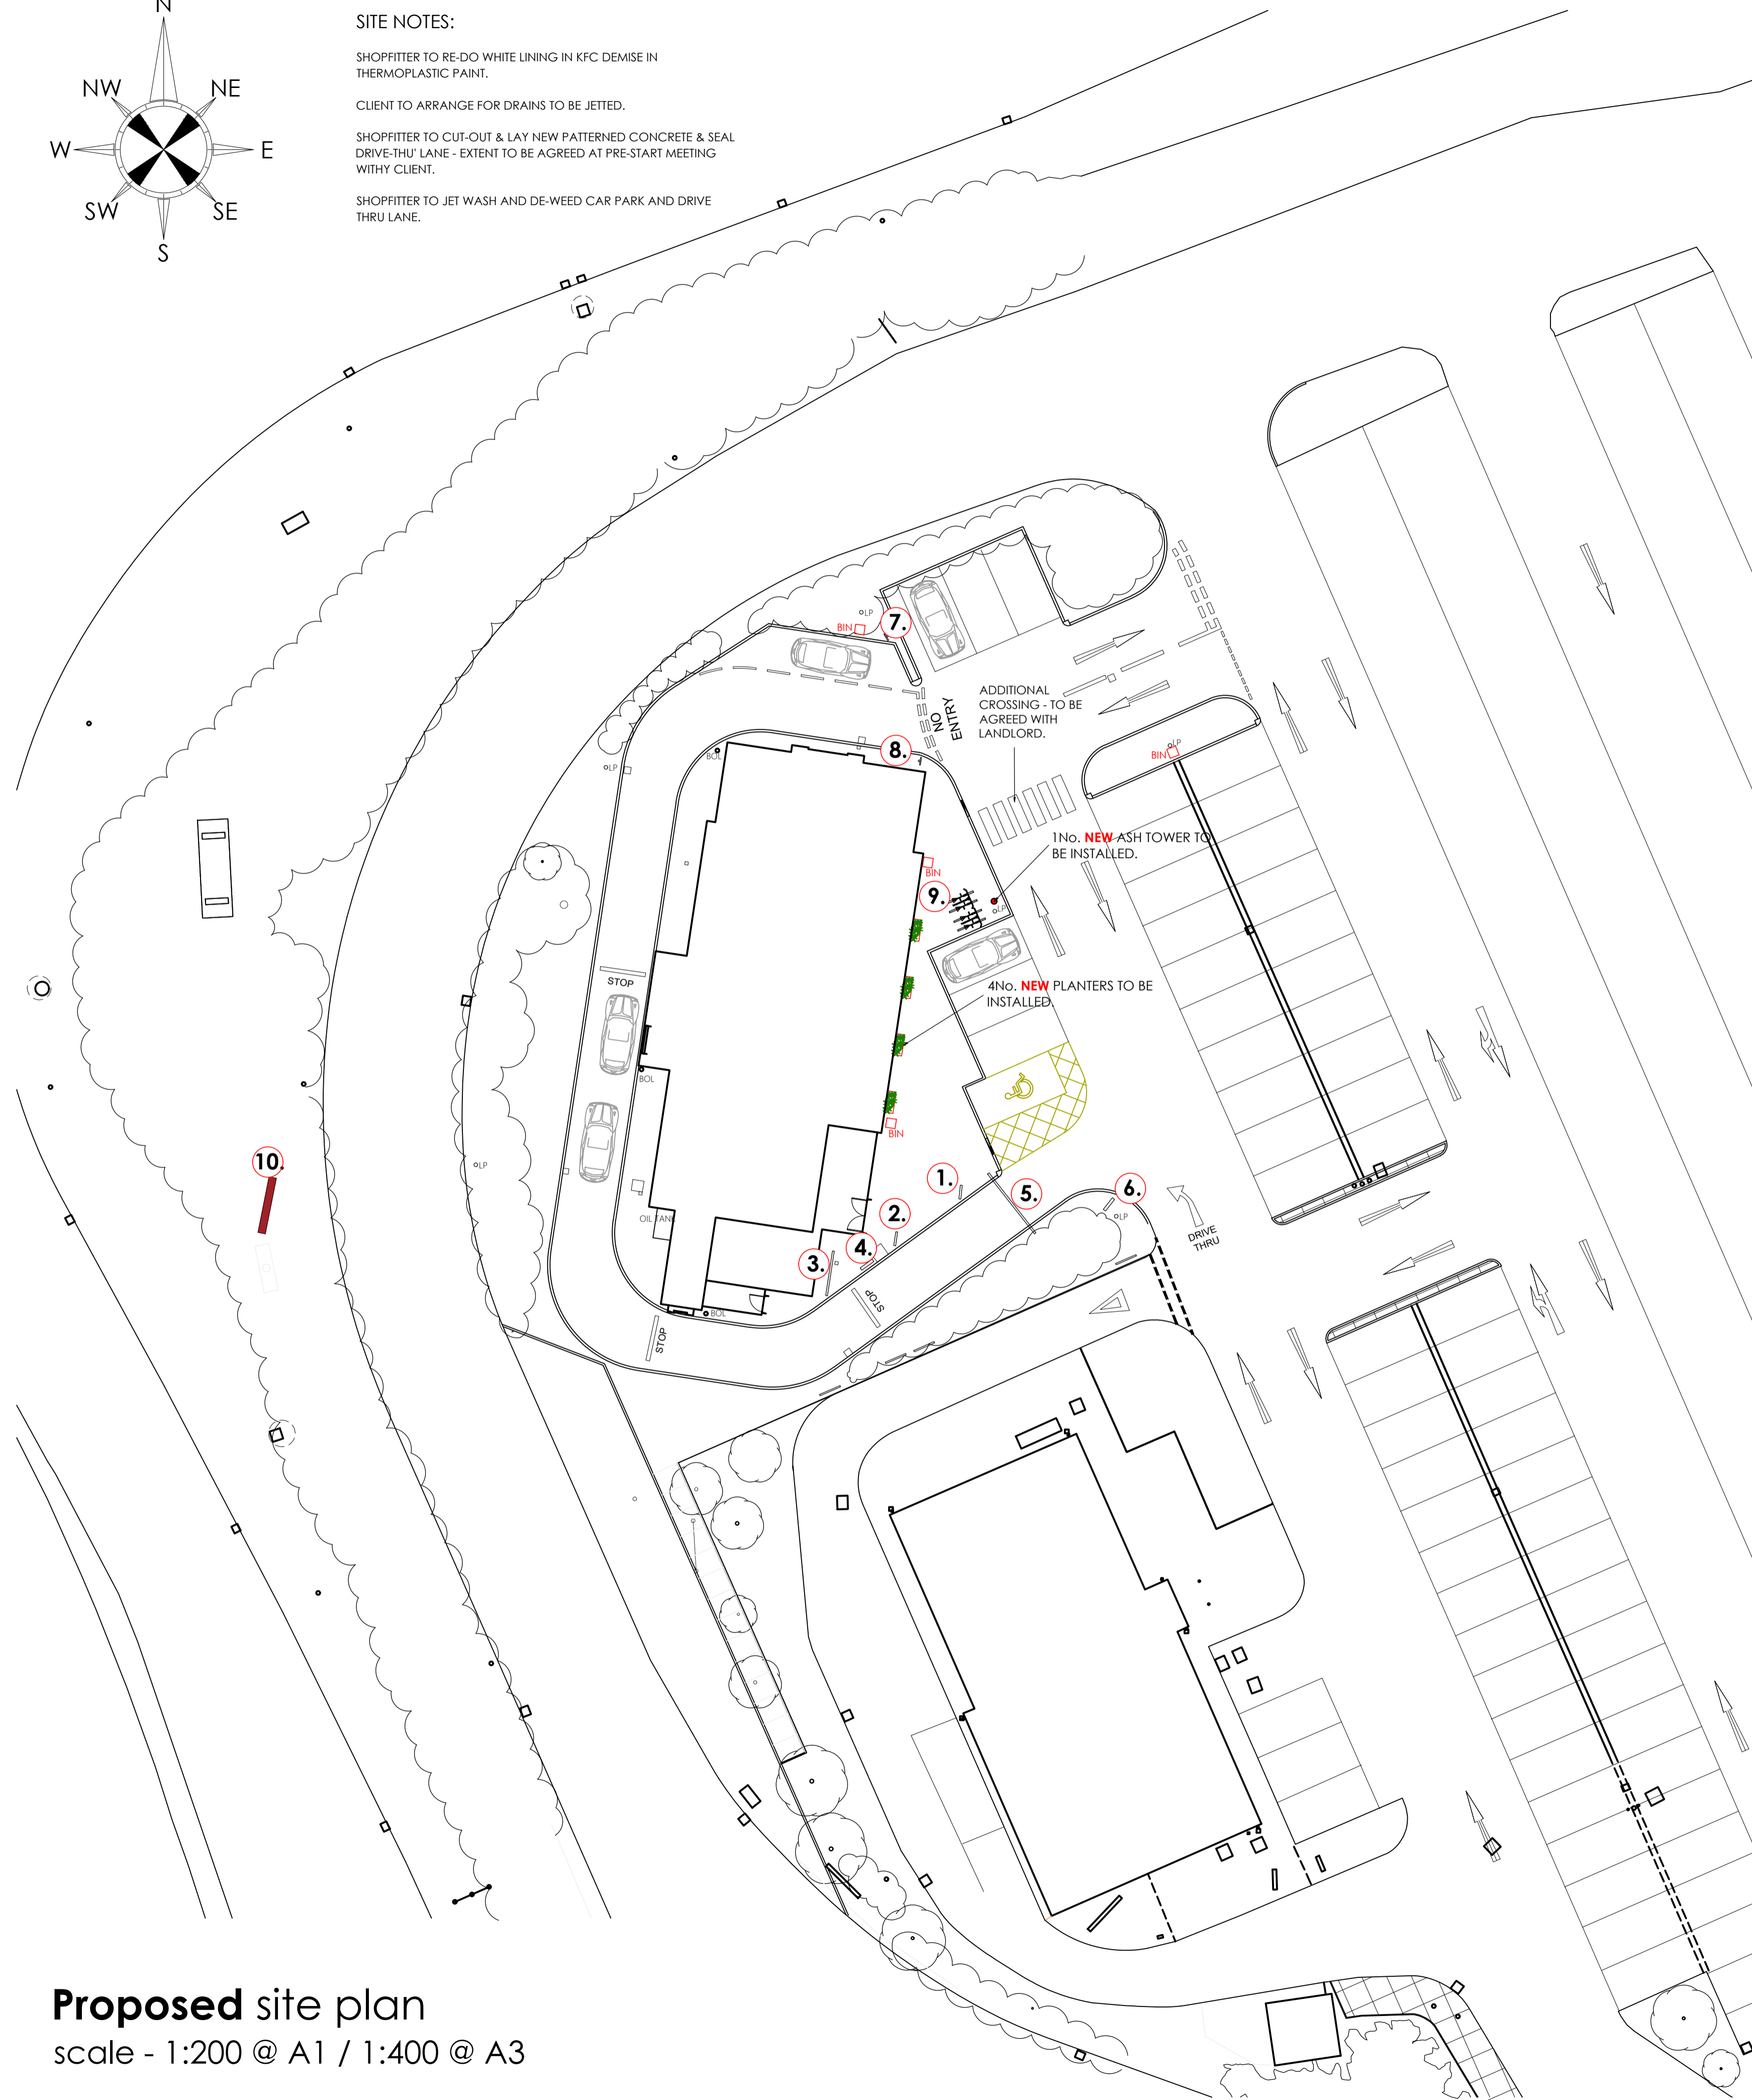 N
NW
NE
W
E
SW
SE
S
SITE NOTES:
SHOPFITTER TO RE-DO WHITE LINING IN KFC DEMISE IN
THERMOPLASTIC PAINT.
CLIENT TO ARRANGE FOR DRAINS TO BE JETTED.
SHOPFITTER TO CUT-OUT & LAY NEW PATTERNED CONCRETE & SEAL
DRIVE-THU' LANE - EXTENT TO BE AGREED AT PRE-START MEETING
WITHY CLIENT.
SHOPFITTER TO JET WASH AND DE-WEED CAR PARK AND DRIVE
THRU LANE.
LP
BIN
7.
NO
ENTRY
ADDITIONAL
CROSSING - TO BE
AGREED WITH
LANDLORD.
8.
BOL
LP
LP
BIN
1No. NEW ASH TOWER TO
BE INSTALLED.
BIN
9.
LP
STOP
4No. NEW PLANTERS TO BE
INSTALLED.
BOL
BIN
10.
LP
1.
5.
6.
2.
LP
OIL TANK
DRIVE
THRU
4.
3.
STOP
BOL
STOP
Proposed site plan
scale - 1:200 @ A1 / 1:400 @ A3